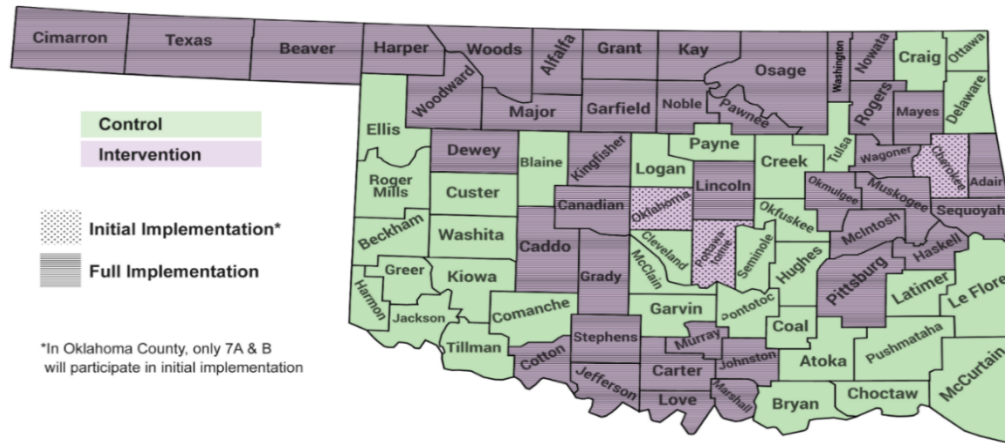 Cimarron
Texas
Beaver
Harper
Woods
Alfalfa
Grant
Kay
Osage
Washington
Nowata
Craig
Ottawa
Woodward
Major
Garfield
Noble
Pawnee
Rogers
Mayes
Delaware
Control
Intervention
Ellis
Dewey
Blaine
Kingfisher
Logan
Payne
Creek
Tulsa
Wagoner
Cherokee
Adair
Roger
Mills
Custer
Canadian
Oklahoma
Lincoln
Okmulgee
Muskogee
Sequoyah
Initial Implementation*
Beckham
Washita
Caddo
Grady
Cleveland
McClain
Pottawa-
tomie
Seminole
Okfuskee
Hughes
McIntosh
Haskell
Full Implementation
Greer
Kiowa
Pittsburg
Latimer
Le Flore
Harmon
Jackson
Comanche
Garvin
Pontotoc
Coal
Pushmataha
McCurtain
*In Oklahoma County, only 7A & B
will participate in initial implementation
Tillman
Cotton
Stephens
Murray
Carter
Johnston
Atoka
Jefferson
Love
Marshall
Bryan
Choctaw